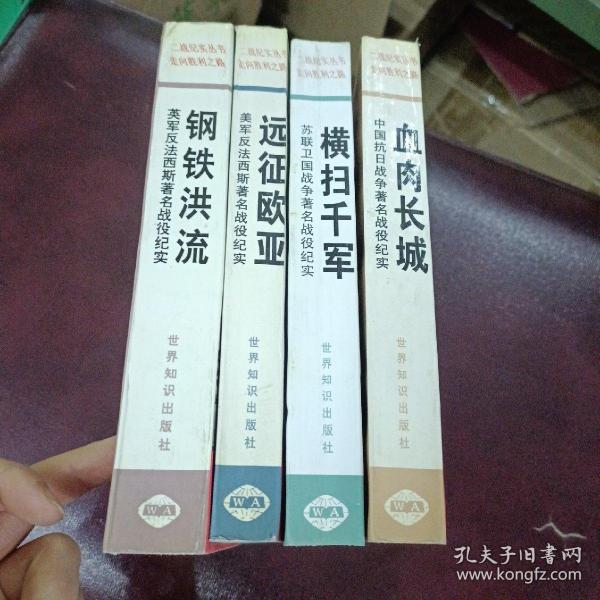 二战纪实丛书
走向胜利之路
钢铁洪流
英军反法西斯著名战役纪实
世界知识出版社
WA
二战纪实丛书
走向胜利之路
远征欧亚
美军反法西斯著名战役纪实
世界知识出版社
WA
二战纪实丛书
走向胜利之路
横扫千军
苏联卫国战争著名战役纪实
世界知识出版社
WA
二战纪实丛书
走向胜利之路
血肉长城
中国抗日战争著名战役纪实
世界知识出版社
WA
孔夫子旧書网
www.kongfz.com